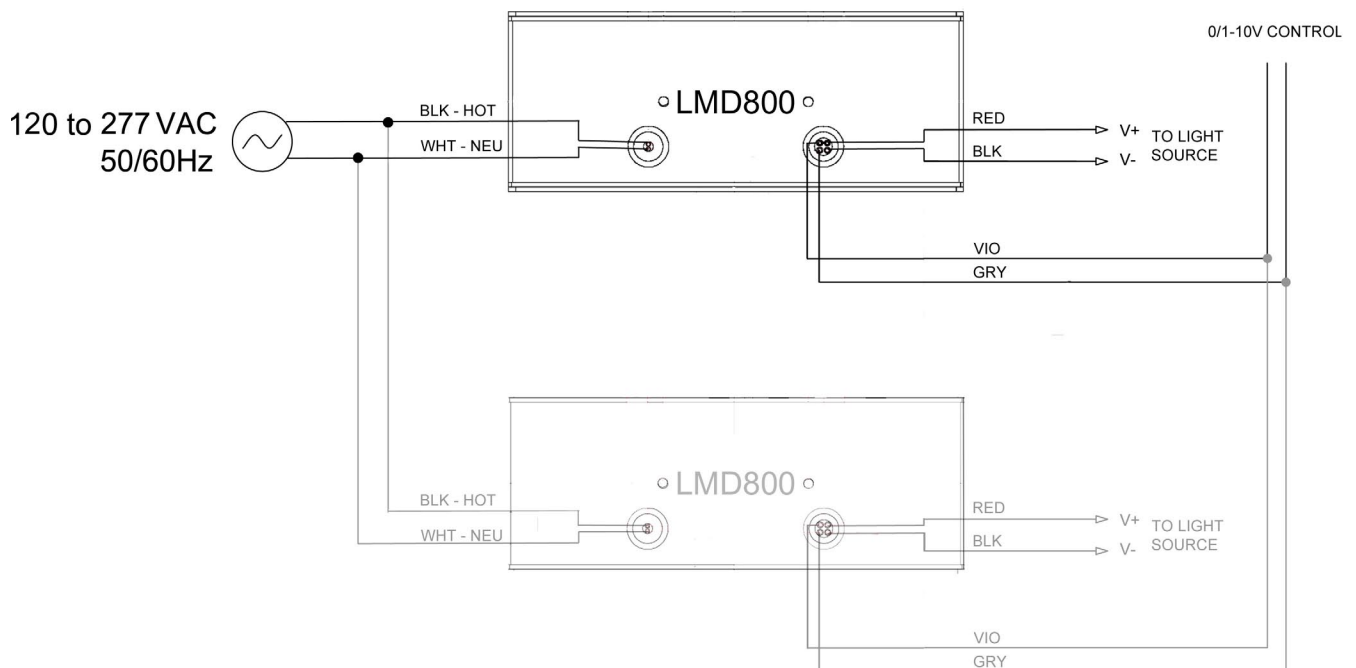 0/1-10V CONTROL
LMD800
120 to 277 VAC
50/60Hz
BLK - HOT
WHT - NEU
RED
BLK
V+
V-
TO LIGHT
SOURCE
VIO
GRY
LMD800
BLK - HOT
WHT - NEU
RED
BLK
V+
V-
TO LIGHT
SOURCE
VIO
GRY